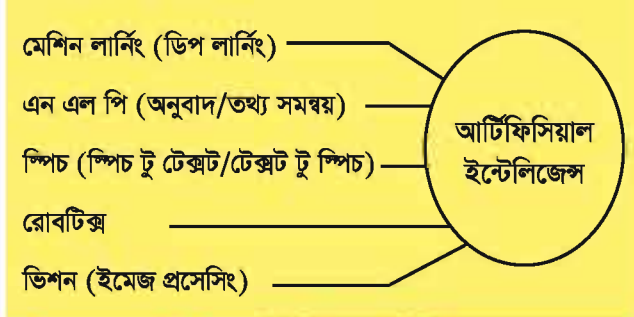 মেশিন লার্নিং (ডিপ লার্নিং)
এন এল পি (অনুবাদ/তথ্য সমন্বয়)
স্পিচ (স্পিচ টু টেক্সট/টেক্সট টু স্পিচ)
রোবটিক্স
ভিশন (ইমেজ প্রসেসিং)
আর্টিফিসিয়াল
ইন্টেলিজেন্স